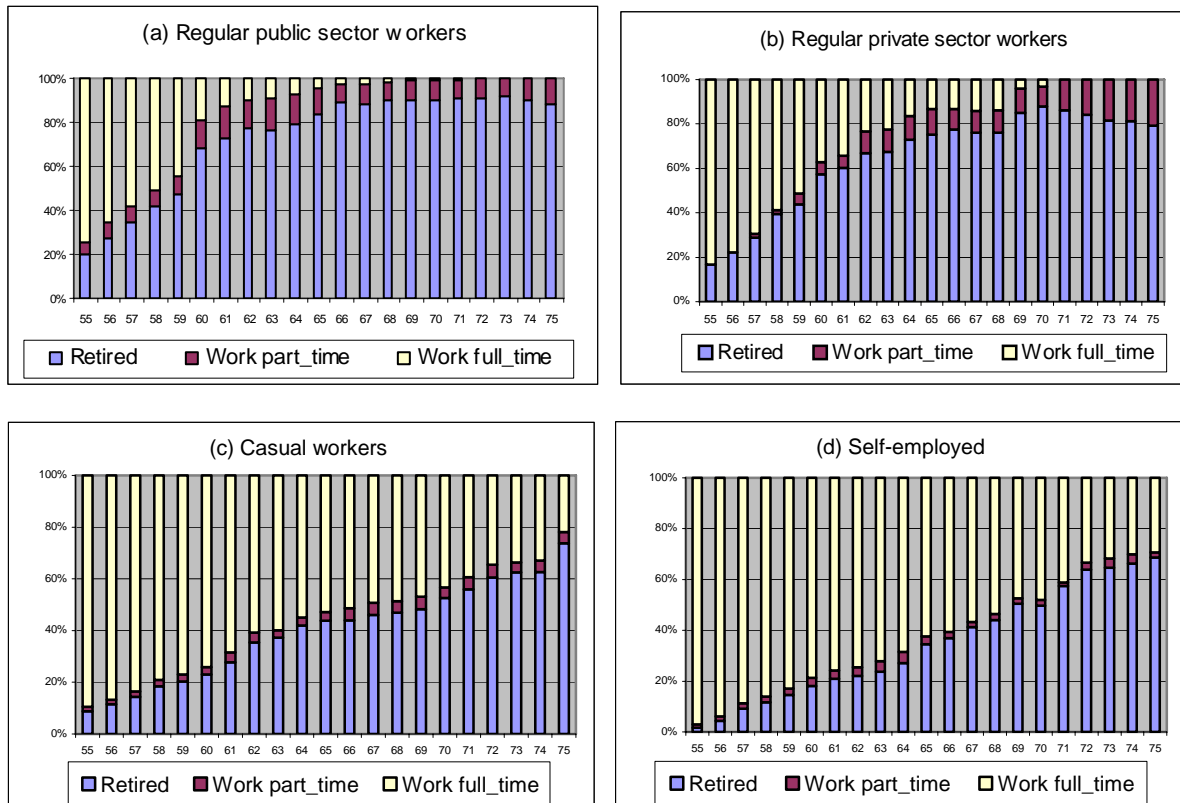 (a) Regular public sector workers
100%
80%
60%
40%
20%
0%
55 56 57 58 59 60 61 62 63 64 65 66 67 68 69 70 71 72 73 74 75
Retired Work part_time Work full_time
(b) Regular private sector workers
100%
80%
60%
40%
20%
0%
55 56 57 58 59 60 61 62 63 64 65 66 67 68 69 70 71 72 73 74 75
Retired Work part_time Work full_time
(c) Casual workers
100%
80%
60%
40%
20%
0%
55 56 57 58 59 60 61 62 63 64 65 66 67 68 69 70 71 72 73 74 75
Retired Work part_time Work full_time
(d) Self-employed
100%
80%
60%
40%
20%
0%
55 56 57 58 59 60 61 62 63 64 65 66 67 68 69 70 71 72 73 74 75
Retired Work part_time Work full_time